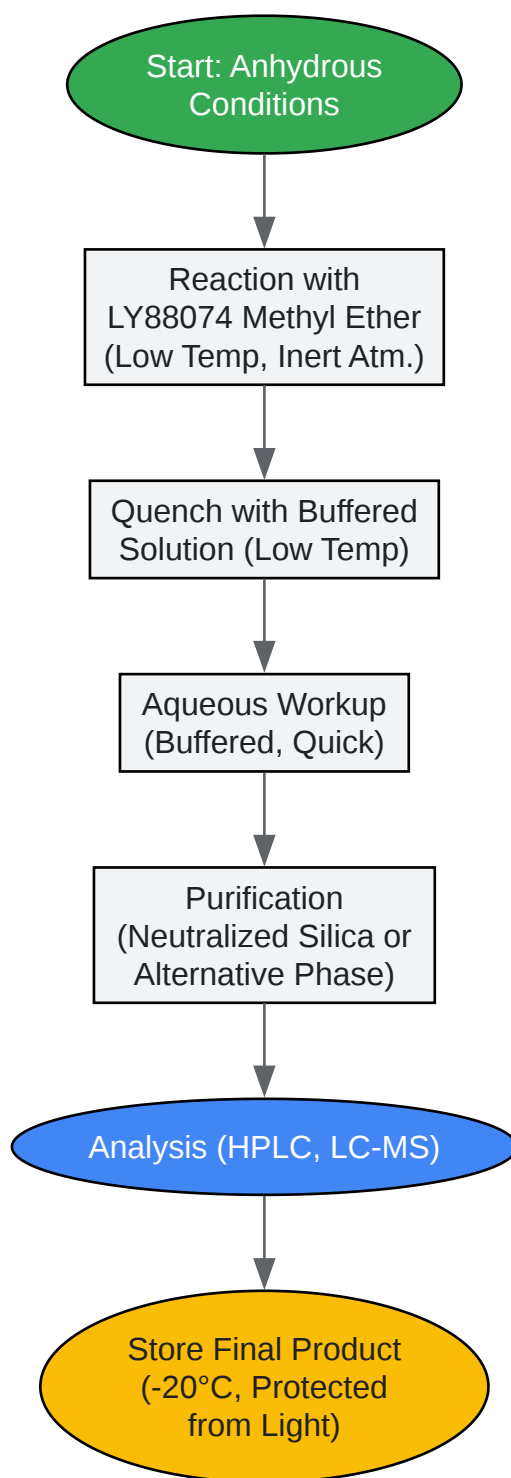 Start: Anhydrous
Conditions
Reaction with
LY88074 Methyl Ether
(Low Temp, Inert Atm.)
Quench with Buffered
Solution (Low Temp)
Aqueous Workup
(Buffered, Quick)
Purification
(Neutralized Silica or
Alternative Phase)
Analysis (HPLC, LC-MS)
Store Final Product
(-20°C, Protected
from Light)